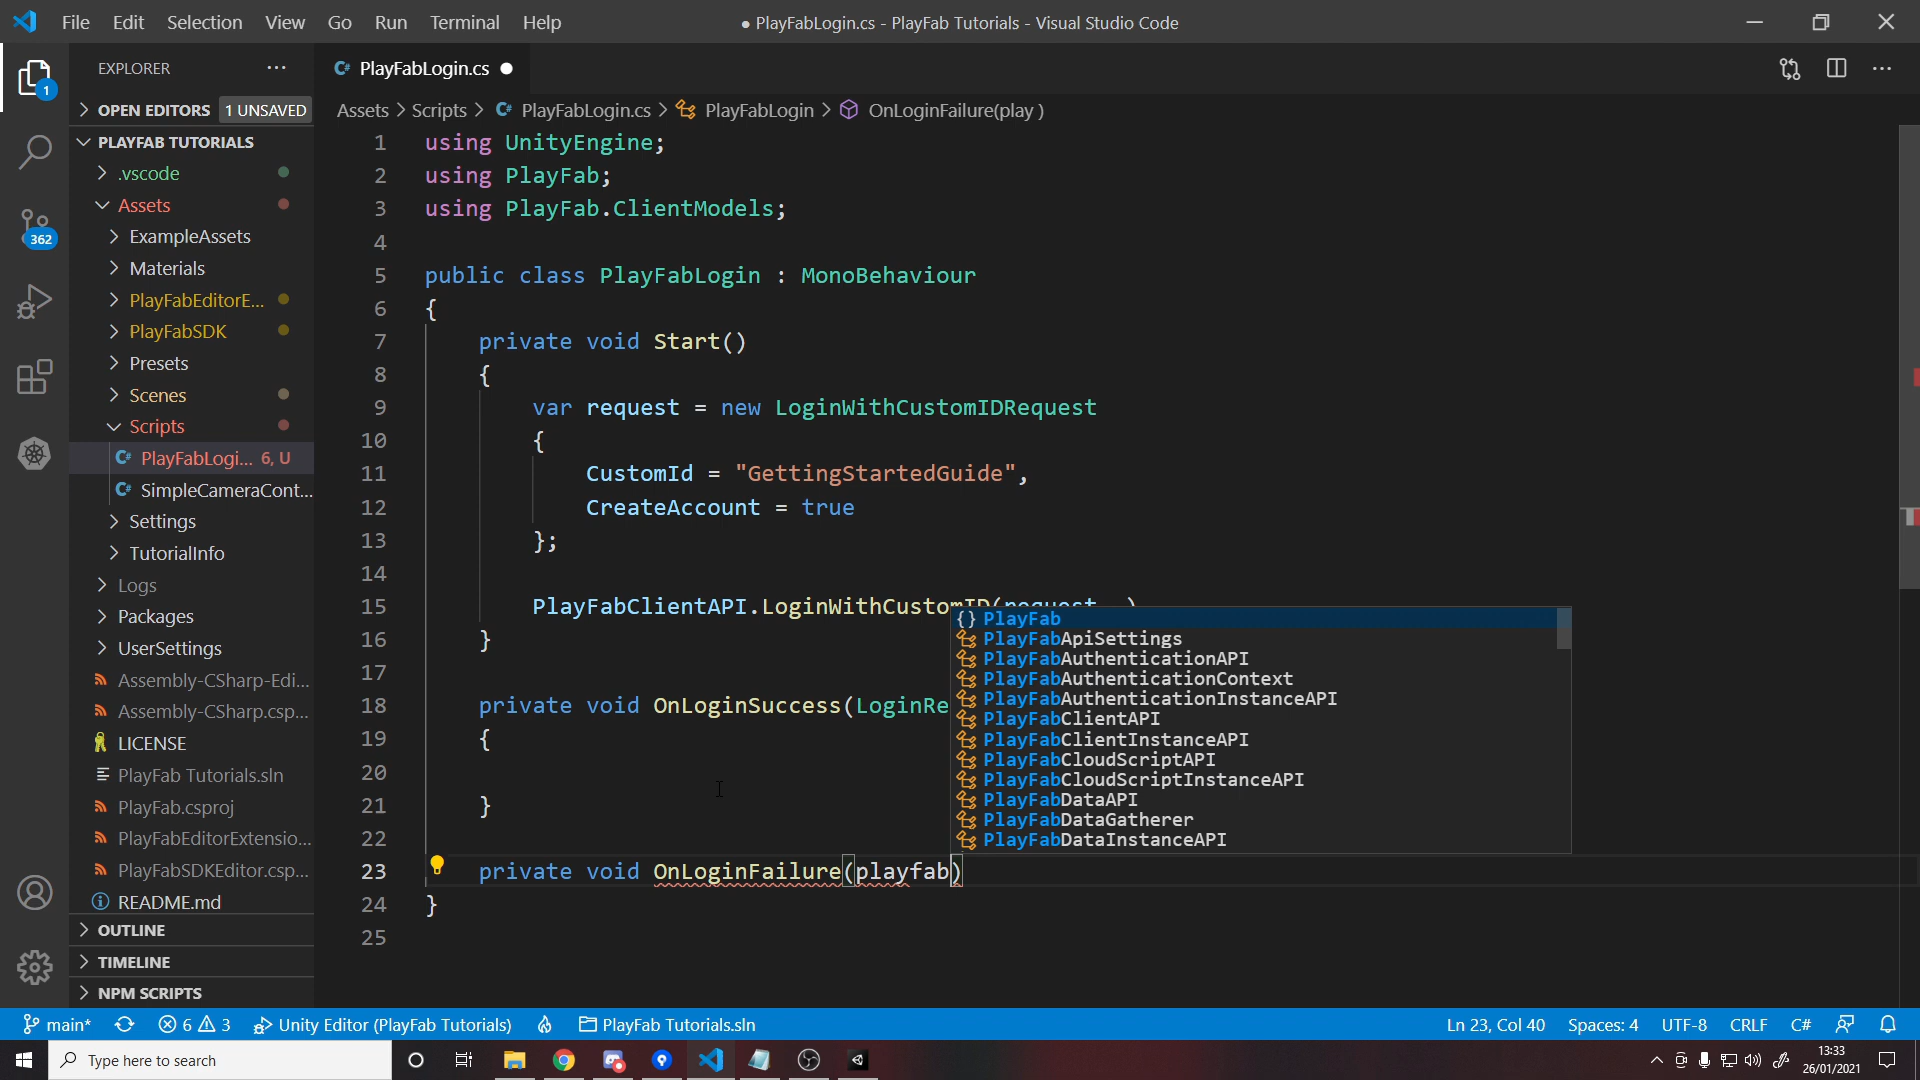 File Edit Selection View Go Run Terminal Help
● PlayFabLogin.cs - PlayFab Tutorials - Visual Studio Code
EXPLORER
OPEN EDITORS 1 UNSAVED
PLAYFAB TUTORIALS
.vscode
Assets
ExampleAssets
Materials
PlayFabEditorE...
PlayFabSDK
Presets
Scenes
Scripts
PlayFabLogi... 6, U
SimpleCameraCont...
Settings
TutorialInfo
Logs
Packages
UserSettings
Assembly-CSharp-Edi...
Assembly-CSharp.csp...
LICENSE
PlayFab Tutorials.sln
PlayFab.csproj
PlayFabEditorExtensio...
PlayFabSDKEditor.csp...
README.md
OUTLINE
TIMELINE
NPM SCRIPTS
1
362
PlayFabLogin.cs
Assets > Scripts > PlayFabLogin.cs > PlayFabLogin > OnLoginFailure(play )
1 using UnityEngine;
2 using PlayFab;
3 using PlayFab.ClientModels;
4
5 public class PlayFabLogin : MonoBehaviour
6 {
7 private void Start()
8 {
9 var request = new LoginWithCustomIDRequest
10 {
11 CustomId = "GettingStartedGuide",
12 CreateAccount = true
13 };
14
15 PlayFabClientAPI.LoginWithCustomID(request, )
16 }
17
18 private void OnLoginSuccess(LoginRe
19 {
20
21 }
22
23 private void OnLoginFailure(playfab)
24 }
25
{} PlayFab
PlayFabApiSettings
PlayFabAuthenticationAPI
PlayFabAuthenticationContext
PlayFabAuthenticationInstanceAPI
PlayFabClientAPI
PlayFabClientInstanceAPI
PlayFabCloudScriptAPI
PlayFabCloudScriptInstanceAPI
PlayFabDataAPI
PlayFabDataGatherer
PlayFabDataInstanceAPI
main* 6 3 Unity Editor (PlayFab Tutorials) PlayFab Tutorials.sln
Ln 23, Col 40 Spaces: 4 UTF-8 CRLF C#
Type here to search
13:33
26/01/2021